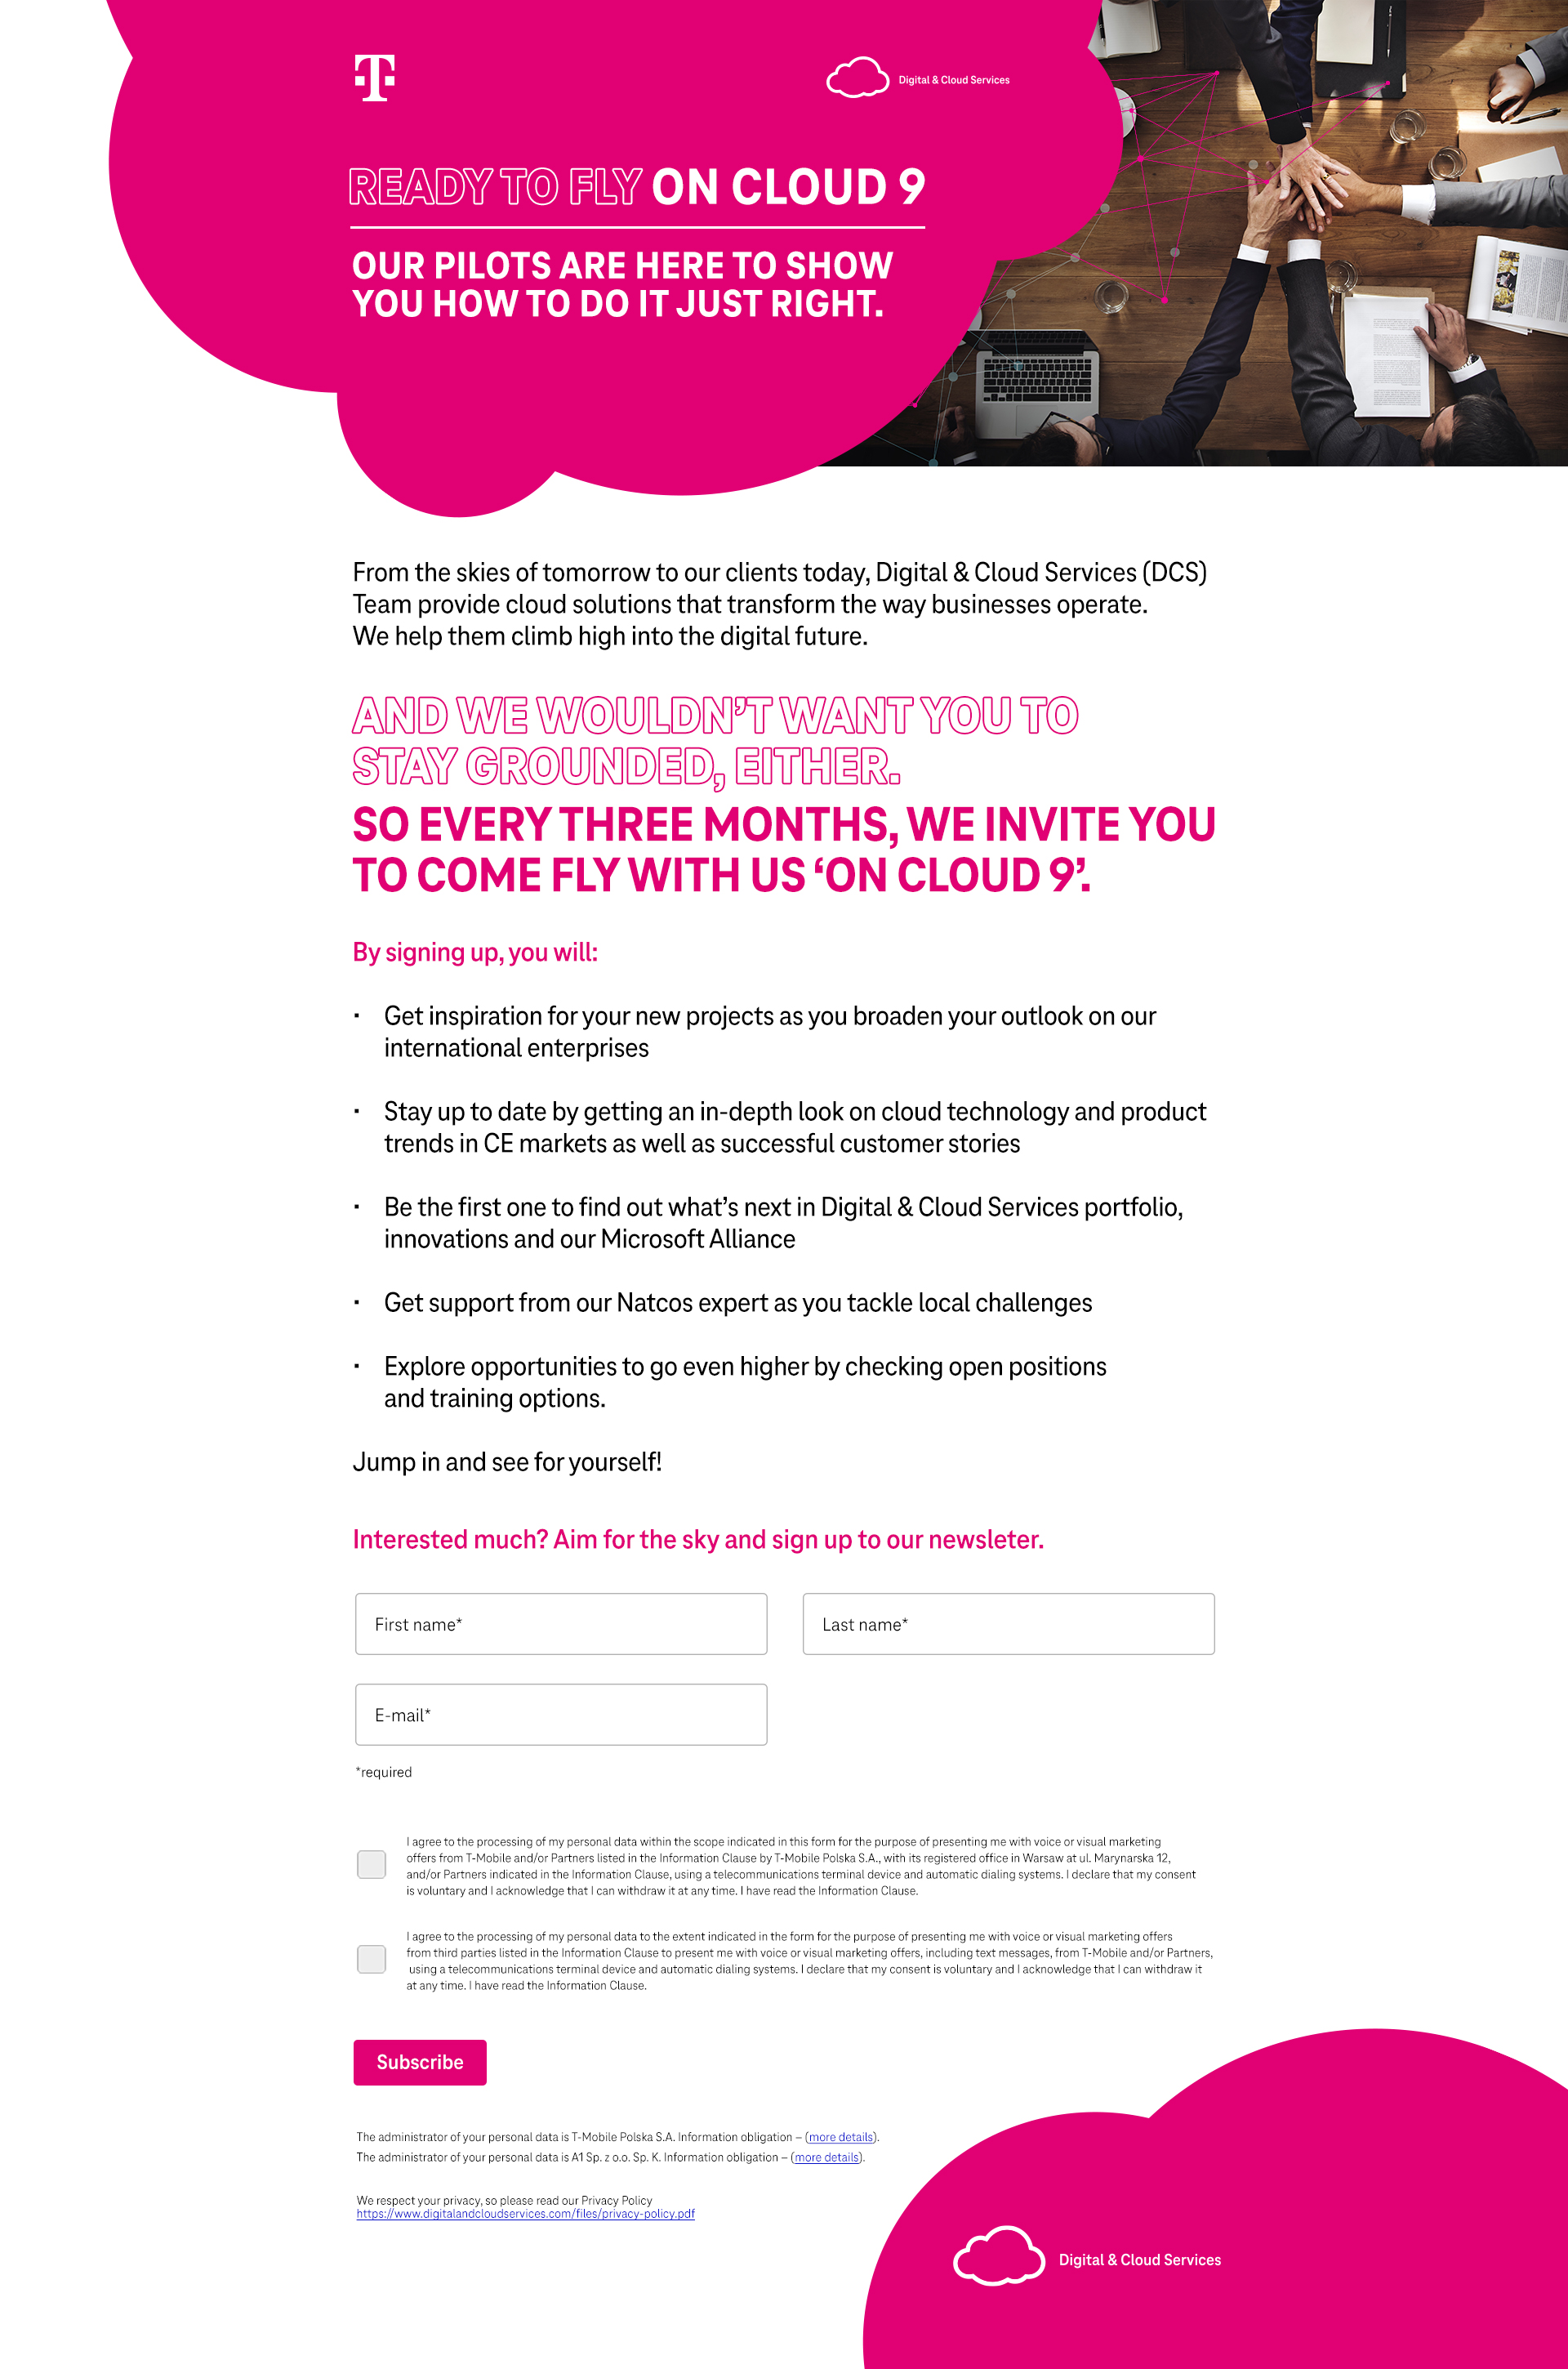 T
Digital & Cloud Services
READY TO FLY ON CLOUD 9
OUR PILOTS ARE HERE TO SHOW
YOU HOW TO DO IT JUST RIGHT.
From the skies of tomorrow to our clients today, Digital & Cloud Services (DCS)
Team provide cloud solutions that transform the way businesses operate.
We help them climb high into the digital future.
AND WE WOULDN’T WANT YOU TO
STAY GROUNDED, EITHER.
SO EVERY THREE MONTHS, WE INVITE YOU
TO COME FLY WITH US ‘ON CLOUD 9’.
By signing up, you will:
· Get inspiration for your new projects as you broaden your outlook on our
international enterprises
· Stay up to date by getting an in-depth look on cloud technology and product
trends in CE markets as well as successful customer stories
· Be the first one to find out what’s next in Digital & Cloud Services portfolio,
innovations and our Microsoft Alliance
· Get support from our Natcos expert as you tackle local challenges
· Explore opportunities to go even higher by checking open positions
and training options.
Jump in and see for yourself!
Interested much? Aim for the sky and sign up to our newsleter.
First name*
Last name*
E-mail*
*required
I agree to the processing of my personal data within the scope indicated in this form for the purpose of presenting me with voice or visual marketing
offers from T-Mobile and/or Partners listed in the Information Clause by T-Mobile Polska S.A., with its registered office in Warsaw at ul. Marynarska 12,
and/or Partners indicated in the Information Clause, using a telecommunications terminal device and automatic dialing systems. I declare that my consent
is voluntary and I acknowledge that I can withdraw it at any time. I have read the Information Clause.
I agree to the processing of my personal data to the extent indicated in the form for the purpose of presenting me with voice or visual marketing offers
from third parties listed in the Information Clause to present me with voice or visual marketing offers, including text messages, from T-Mobile and/or Partners,
using a telecommunications terminal device and automatic dialing systems. I declare that my consent is voluntary and I acknowledge that I can withdraw it
at any time. I have read the Information Clause.
Subscribe
The administrator of your personal data is T-Mobile Polska S.A. Information obligation – (more details).
The administrator of your personal data is A1 Sp. z o.o. Sp. K. Information obligation – (more details).
We respect your privacy, so please read our Privacy Policy
https://www.digitalandcloudservices.com/files/privacy-policy.pdf
Digital & Cloud Services